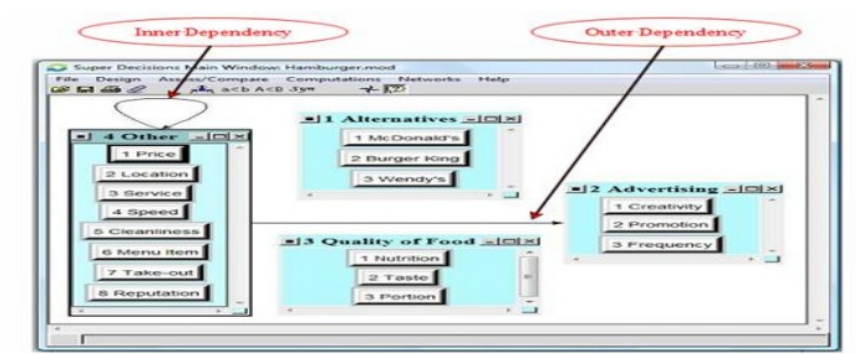 Inner Dependency
Outer Dependency
Super Decisions Main Window: Hamburger.mod
File Design Assess/Compare Computations Networks Help
a<b A<B
4 Other
1 Price
2 Location
3 Service
4 Speed
5 Cleanliness
6 Menu Item
7 Take-out
8 Reputation
1 Alternatives
1 McDonald's
2 Burger King
3 Wendy's
3 Quality of Food
1 Nutrition
2 Taste
3 Portion
2 Advertising
1 Creativity
2 Promotion
3 Frequency